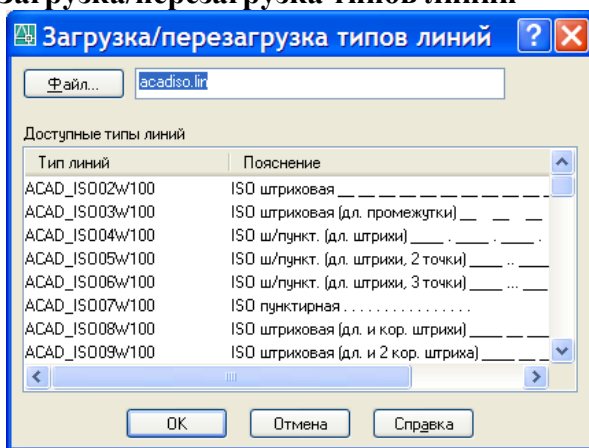 Загрузка/перезагрузка типов линий
Загрузка/перезагрузка типов линий
Файл...
acadiso.lin
Доступные типы линий
Тип линий Пояснение
ACAD_ISO02W100 ISO штриховая __ __ __ __ __ __ __ __ __ _
ACAD_ISO03W100 ISO штриховая (дл. промежутки) __ __ __
ACAD_ISO04W100 ISO ш/пункт. (дл. штрихи) ____ . ____ . ____ .
ACAD_ISO05W100 ISO ш/пункт. (дл. штрихи, 2 точки) ____ .. ____
ACAD_ISO06W100 ISO ш/пункт. (дл. штрихи, 3 точки) ____ ... ____
ACAD_ISO07W100 ISO пунктирная . . . . . . . . . . . . . . . .
ACAD_ISO08W100 ISO штриховая (дл. и кор. штрихи) ____ __ __
ACAD_ISO09W100 ISO штриховая (дл. и 2 кор. штриха) ____ __ _
OK Отмена Справка